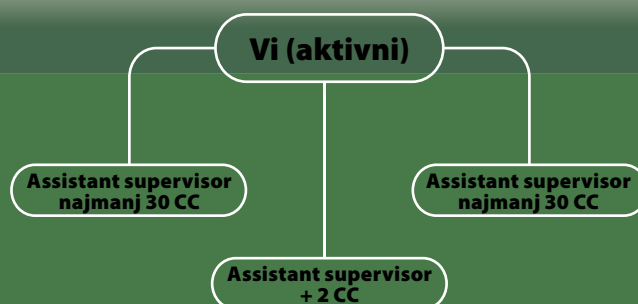 Vi (aktivni)
Assistant supervisor
najmanj 30 CC
Assistant supervisor
najmanj 30 CC
Assistant supervisor
+ 2 CC